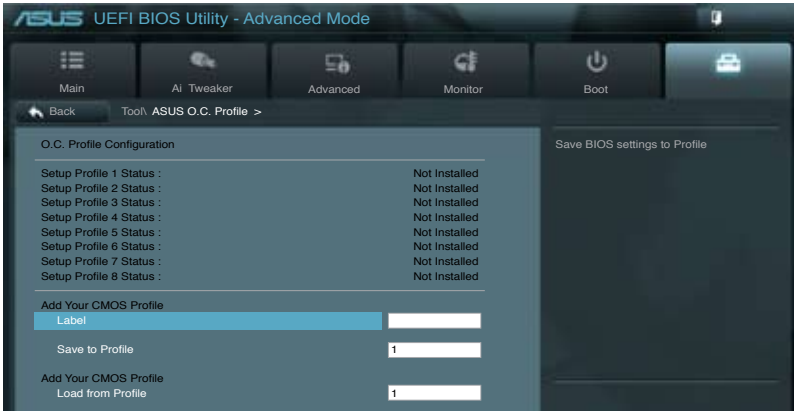 ASUS UEFI BIOS Utility - Advanced Mode
Main Ai Tweaker Advanced Monitor Boot
Back Tool\ ASUS O.C. Profile >
O.C. Profile Configuration
Save BIOS settings to Profile
Setup Profile 1 Status : Not Installed
Setup Profile 2 Status : Not Installed
Setup Profile 3 Status : Not Installed
Setup Profile 4 Status : Not Installed
Setup Profile 5 Status : Not Installed
Setup Profile 6 Status : Not Installed
Setup Profile 7 Status : Not Installed
Setup Profile 8 Status : Not Installed
Add Your CMOS Profile
Label
Save to Profile 1
Add Your CMOS Profile
Load from Profile 1